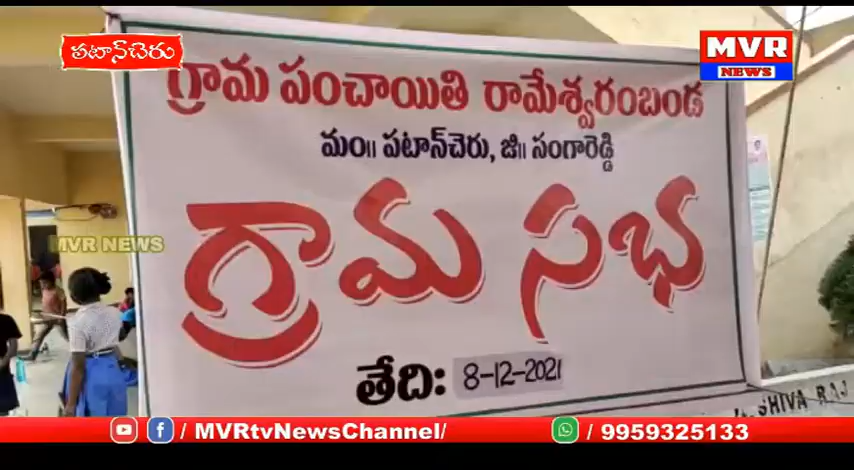 పటాన్‌చెరు
MVR
NEWS
గ్రామ పంచాయితి రామేశ్వరంబండ
మం॥ పటాన్‌చెరు, జి॥ సంగారెడ్డి
గ్రామ సభ
తేది: 8-12-2021
MVR NEWS
SHIVA RAJ
/ MVRtvNewsChannel/
/ 9959325133